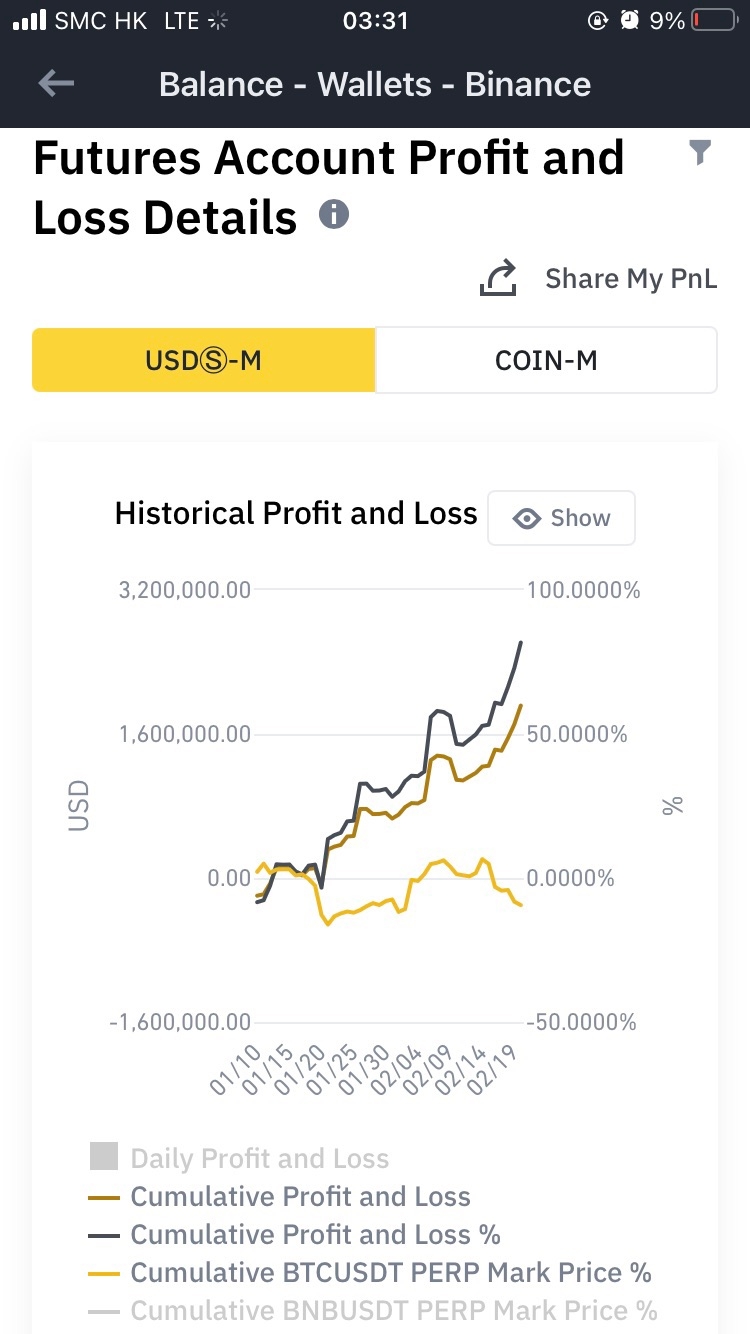 SMC HK LTE 03:31 9%
Balance - Wallets - Binance
Futures Account Profit and
Loss Details
Share My PnL
USDⓈ-M COIN-M
Historical Profit and Loss Show
3,200,000.00 100.0000%
1,600,000.00 50.0000%
USD %
0.00 0.0000%
-1,600,000.00 -50.0000%
01/10 01/15 01/20 01/25 01/30 02/04 02/09 02/14 02/19
Daily Profit and Loss
Cumulative Profit and Loss
Cumulative Profit and Loss %
Cumulative BTCUSDT PERP Mark Price %
Cumulative BNBUSDT PERP Mark Price %